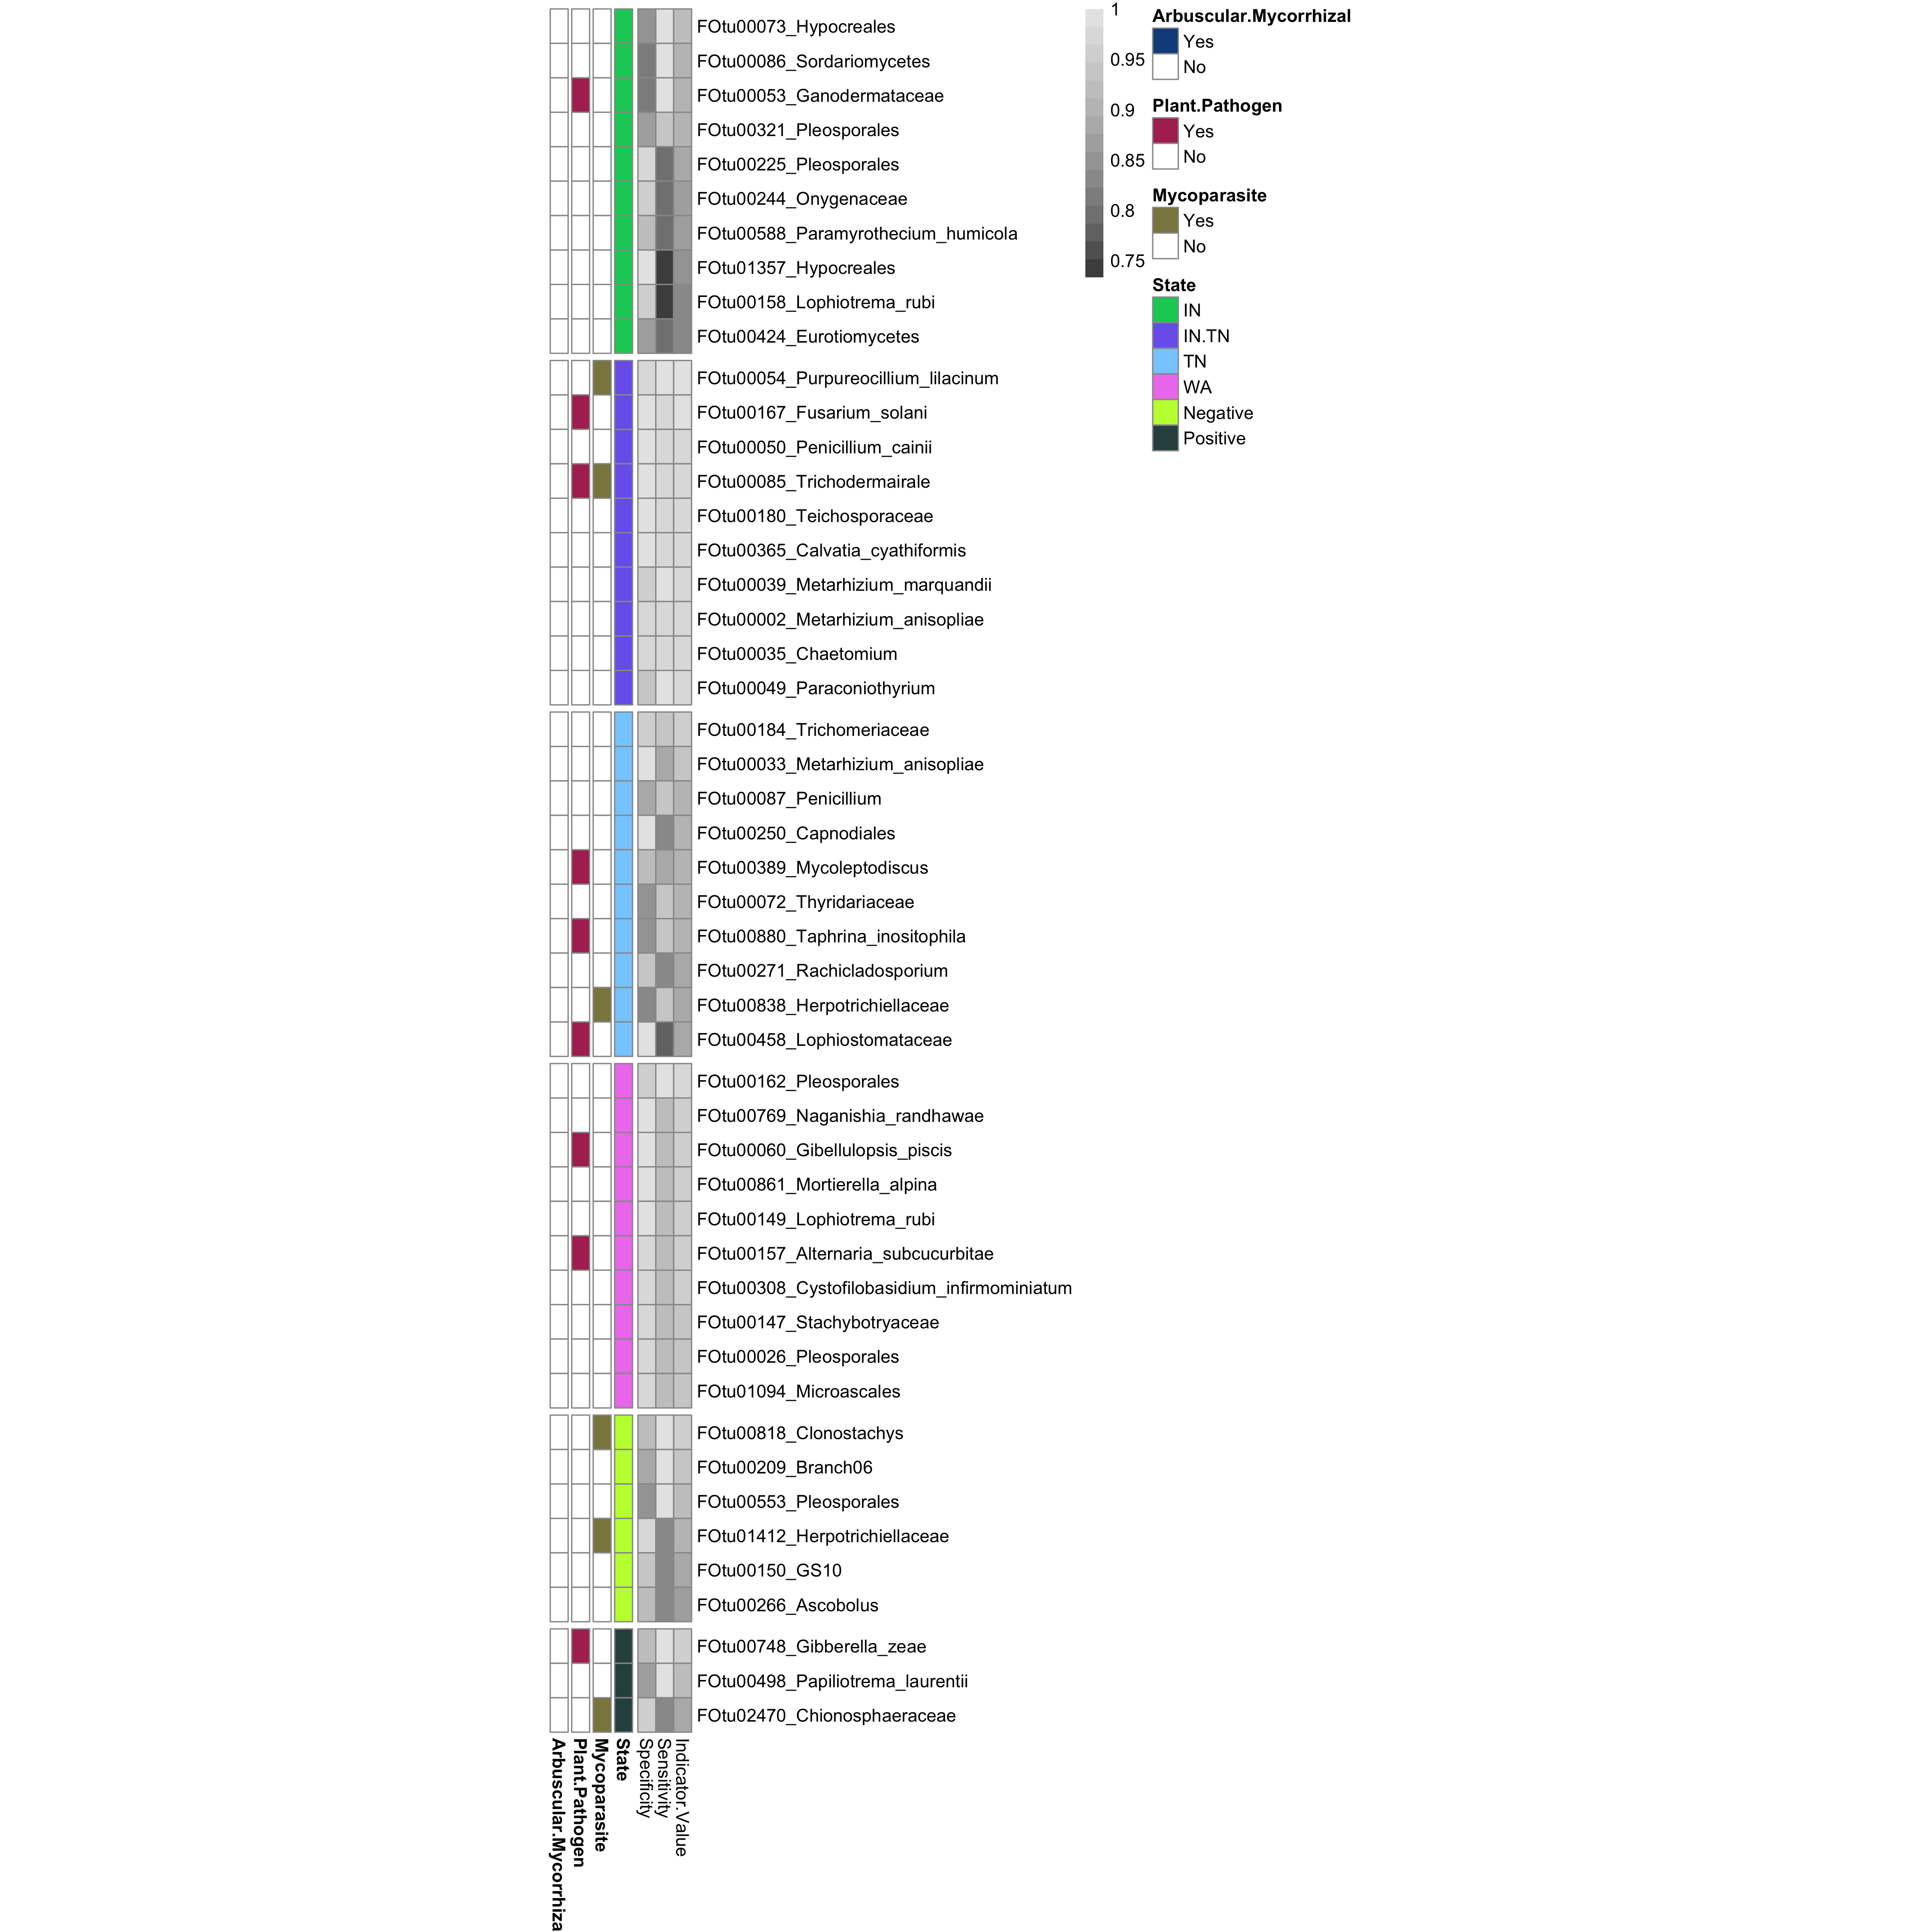 FOtu00073_Hypocreales
FOtu00086_Sordariomycetes
FOtu00053_Ganodermataceae
FOtu00321_Pleosporales
FOtu00225_Pleosporales
FOtu00244_Onygenaceae
FOtu00588_Paramyrothecium_humicola
FOtu01357_Hypocreales
FOtu00158_Lophiotrema_rubi
FOtu00424_Eurotiomycetes
FOtu00054_Purpureocillium_lilacinum
FOtu00167_Fusarium_solani
FOtu00050_Penicillium_cainii
FOtu00085_Trichodermairale
FOtu00180_Teichosporaceae
FOtu00365_Calvatia_cyathiformis
FOtu00039_Metarhizium_marquandii
FOtu00002_Metarhizium_anisopliae
FOtu00035_Chaetomium
FOtu00049_Paraconiothyrium
FOtu00184_Trichomeriaceae
FOtu00033_Metarhizium_anisopliae
FOtu00087_Penicillium
FOtu00250_Capnodiales
FOtu00389_Mycoleptodiscus
FOtu00072_Thyridariaceae
FOtu00880_Taphrina_inositophila
FOtu00271_Rachicladosporium
FOtu00838_Herpotrichiellaceae
FOtu00458_Lophiostomataceae
FOtu00162_Pleosporales
FOtu00769_Naganishia_randhawae
FOtu00060_Gibellulopsis_piscis
FOtu00861_Mortierella_alpina
FOtu00149_Lophiotrema_rubi
FOtu00157_Alternaria_subcucurbitae
FOtu00308_Cystofilobasidium_infirmominiatum
FOtu00147_Stachybotryaceae
FOtu00026_Pleosporales
FOtu01094_Microascales
FOtu00818_Clonostachys
FOtu00209_Branch06
FOtu00553_Pleosporales
FOtu01412_Herpotrichiellaceae
FOtu00150_GS10
FOtu00266_Ascobolus
FOtu00748_Gibberella_zeae
FOtu00498_Papiliotrema_laurentii
FOtu02470_Chionosphaeraceae
Arbuscular.Mycorrhiza
Plant.Pathogen
Mycoparasite
State
Specificity
Sensitivity
Indicator.Value
1
0.95
0.9
0.85
0.8
0.75
Arbuscular.Mycorrhizal
Yes
No
Plant.Pathogen
Yes
No
Mycoparasite
Yes
No
State
IN
IN.TN
TN
WA
Negative
Positive